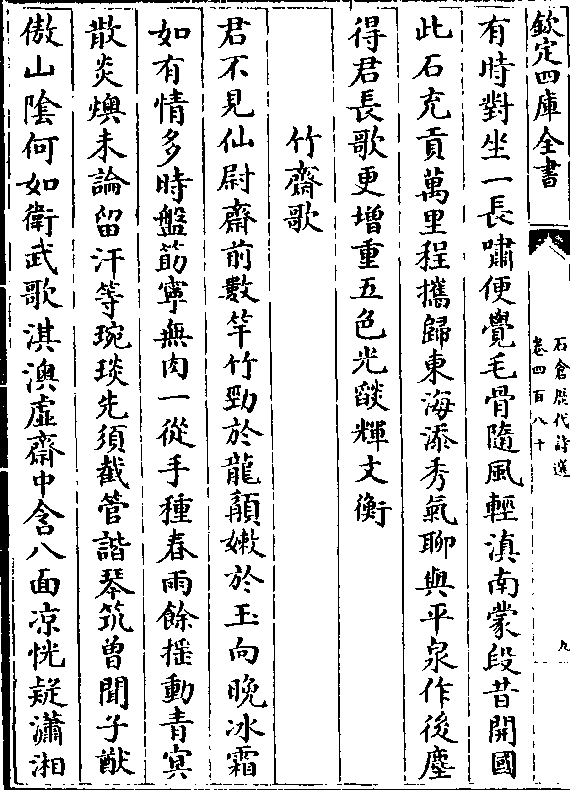 欽定四庫全書
石倉歷代詩選
卷四百八十
九
有時對坐一長嘯便覺毛骨隨風輕滇南蒙段昔開國
此石充貢萬里程攜歸東海添秀氣聊與平泉作後塵
得君長歌更增重五色光燄輝文衡
竹齋歌
君不見仙尉齋前數竿竹勁於龍鬚嫩於玉向晚冰霜
如有情多時盤筯寧無肉一從手種春雨餘揺動青冥
散炎燠未論留汗等琬琰先須截管諧琴筑曾聞子猷
傲山陰何如衛武歌淇澳虛齋中含八面凉恍疑瀟湘